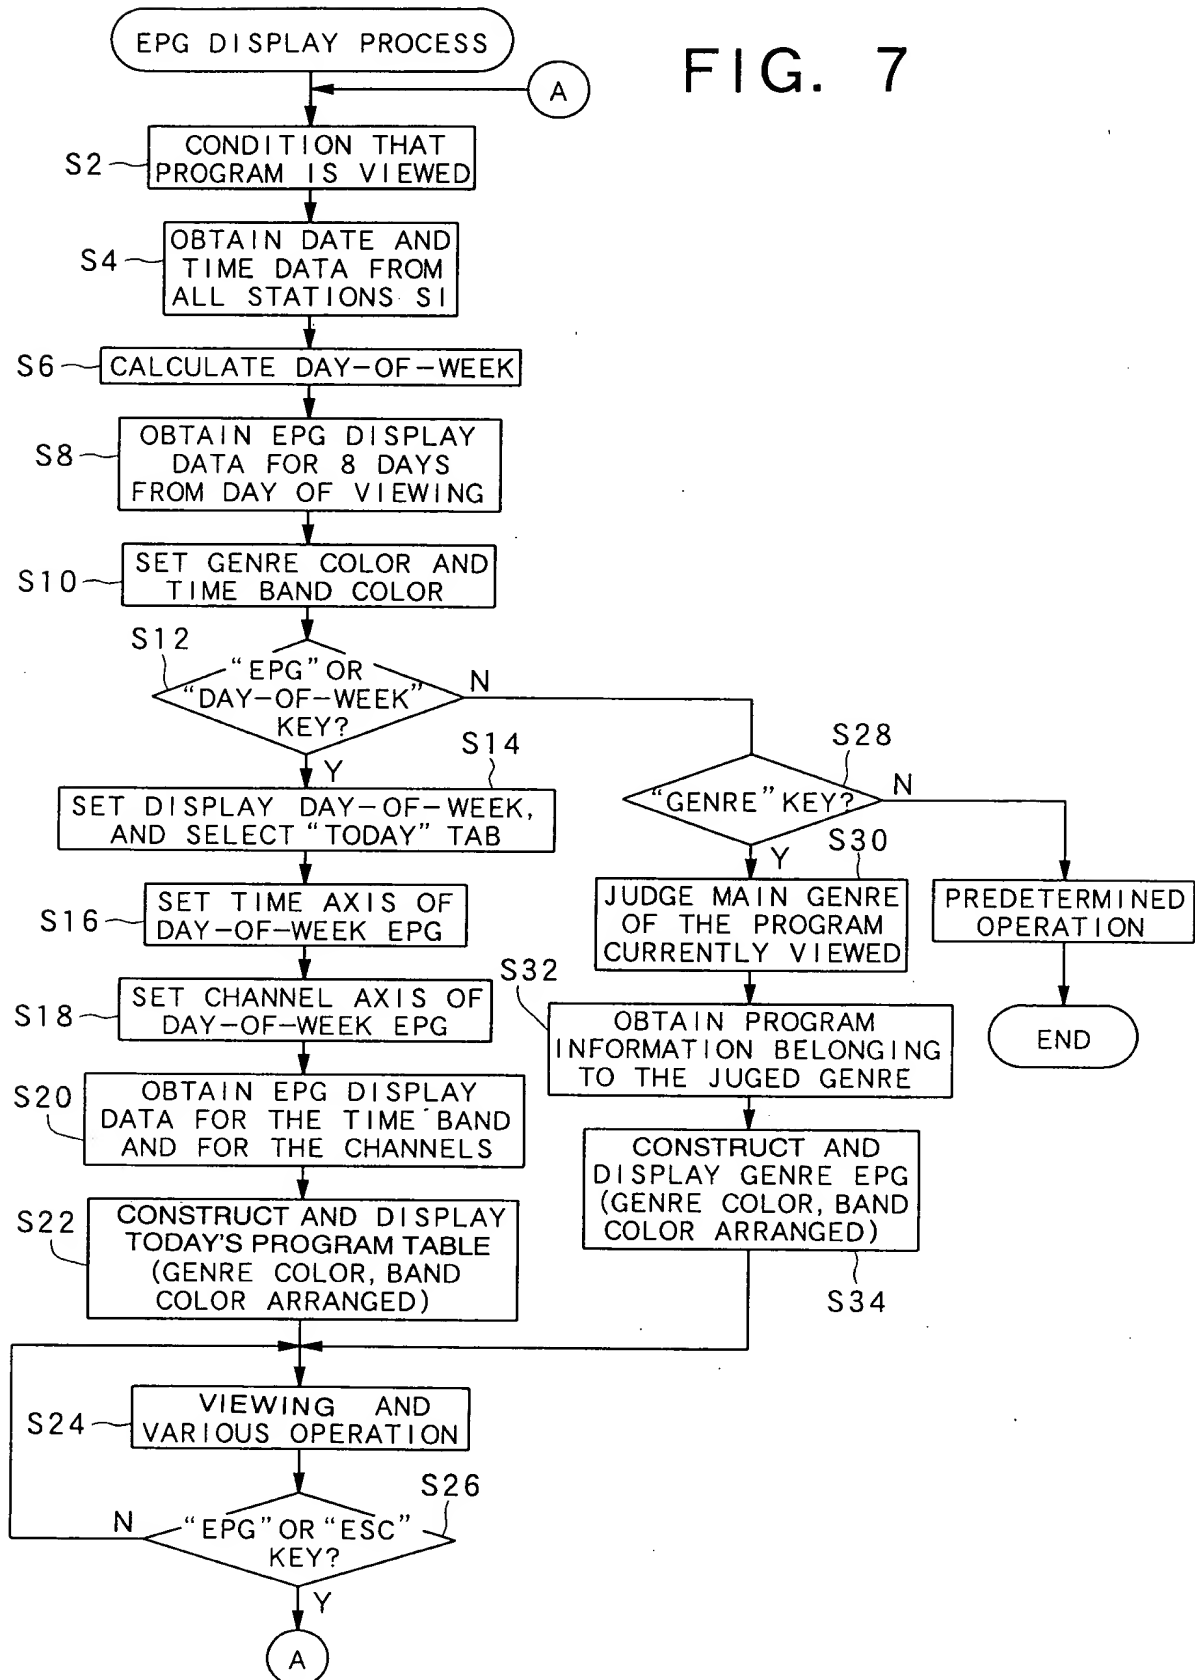 EPG DISPLAY PROCESS
FIG. 7
A
S2
CONDITION THAT
PROGRAM IS VIEWED
S4
OBTAIN DATE AND
TIME DATA FROM
ALL STATIONS SI
S6
CALCULATE DAY-OF-WEEK
S8
OBTAIN EPG DISPLAY
DATA FOR 8 DAYS
FROM DAY OF VIEWING
S10
SET GENRE COLOR AND
TIME BAND COLOR
S12
“EPG” OR
“DAY-OF-WEEK”
KEY?
N
Y
S14
SET DISPLAY DAY-OF-WEEK,
AND SELECT “TODAY” TAB
S16
SET TIME AXIS OF
DAY-OF-WEEK EPG
S18
SET CHANNEL AXIS OF
DAY-OF-WEEK EPG
S20
OBTAIN EPG DISPLAY
DATA FOR THE TIME BAND
AND FOR THE CHANNELS
S22
CONSTRUCT AND DISPLAY
TODAY'S PROGRAM TABLE
(GENRE COLOR, BAND
COLOR ARRANGED)
S28
“GENRE” KEY?
N
Y
S30
JUDGE MAIN GENRE
OF THE PROGRAM
CURRENTLY VIEWED
PREDETERMINED
OPERATION
END
S32
OBTAIN PROGRAM
INFORMATION BELONGING
TO THE JUGED GENRE
CONSTRUCT AND
DISPLAY GENRE EPG
(GENRE COLOR, BAND
COLOR ARRANGED)
S34
S24
VIEWING AND
VARIOUS OPERATION
S26
“EPG” OR “ESC”
KEY?
N
Y
A